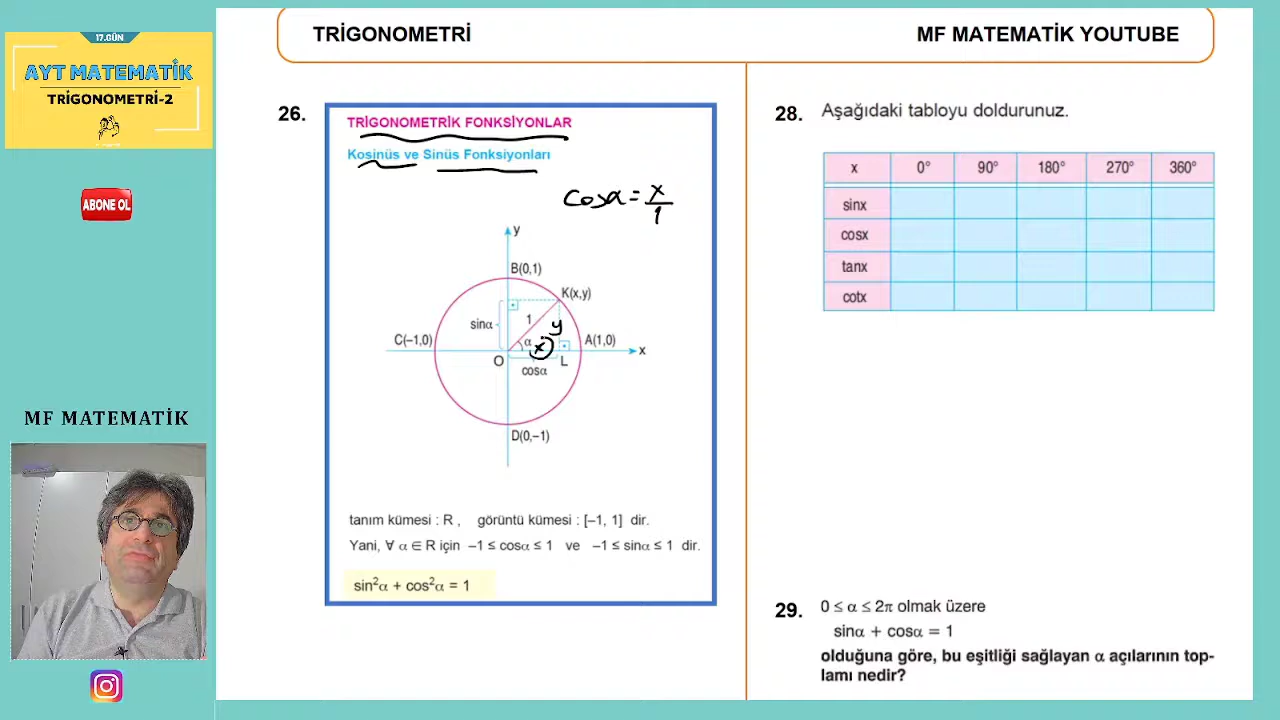 17.GÜN
AYT MATEMATİK
TRİGONOMETRİ-2
ABONE OL
MF MATEMATİK
TRİGONOMETRİ
MF MATEMATİK YOUTUBE
26.
TRİGONOMETRİK FONKSİYONLAR
Kosinüs ve Sinüs Fonksiyonları
cosα = x/1
y
B(0,1)
K(x,y)
sinα
1
y
C(−1,0)
α
x
A(1,0)
x
O
L
cosα
D(0,−1)
tanım kümesi : R , görüntü kümesi : [−1, 1] dir.
Yani, ∀ α ∈ R için −1 ≤ cosα ≤ 1 ve −1 ≤ sinα ≤ 1 dir.
sin²α + cos²α = 1
28. Aşağıdaki tabloyu doldurunuz.
x 0° 90° 180° 270° 360°
sinx
cosx
tanx
cotx
29. 0 ≤ α ≤ 2π olmak üzere
sinα + cosα = 1
olduğuna göre, bu eşitliği sağlayan α açılarının top-
lamı nedir?